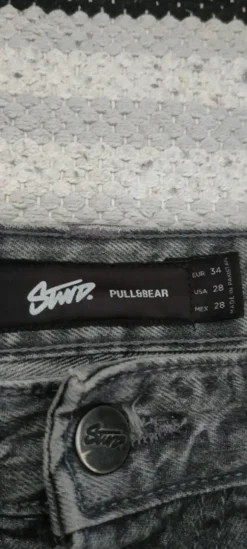 STWD.
PULL&BEAR
EUR 34
USA 28
MEX 28
MADE IN PAKISTAN
STWD.